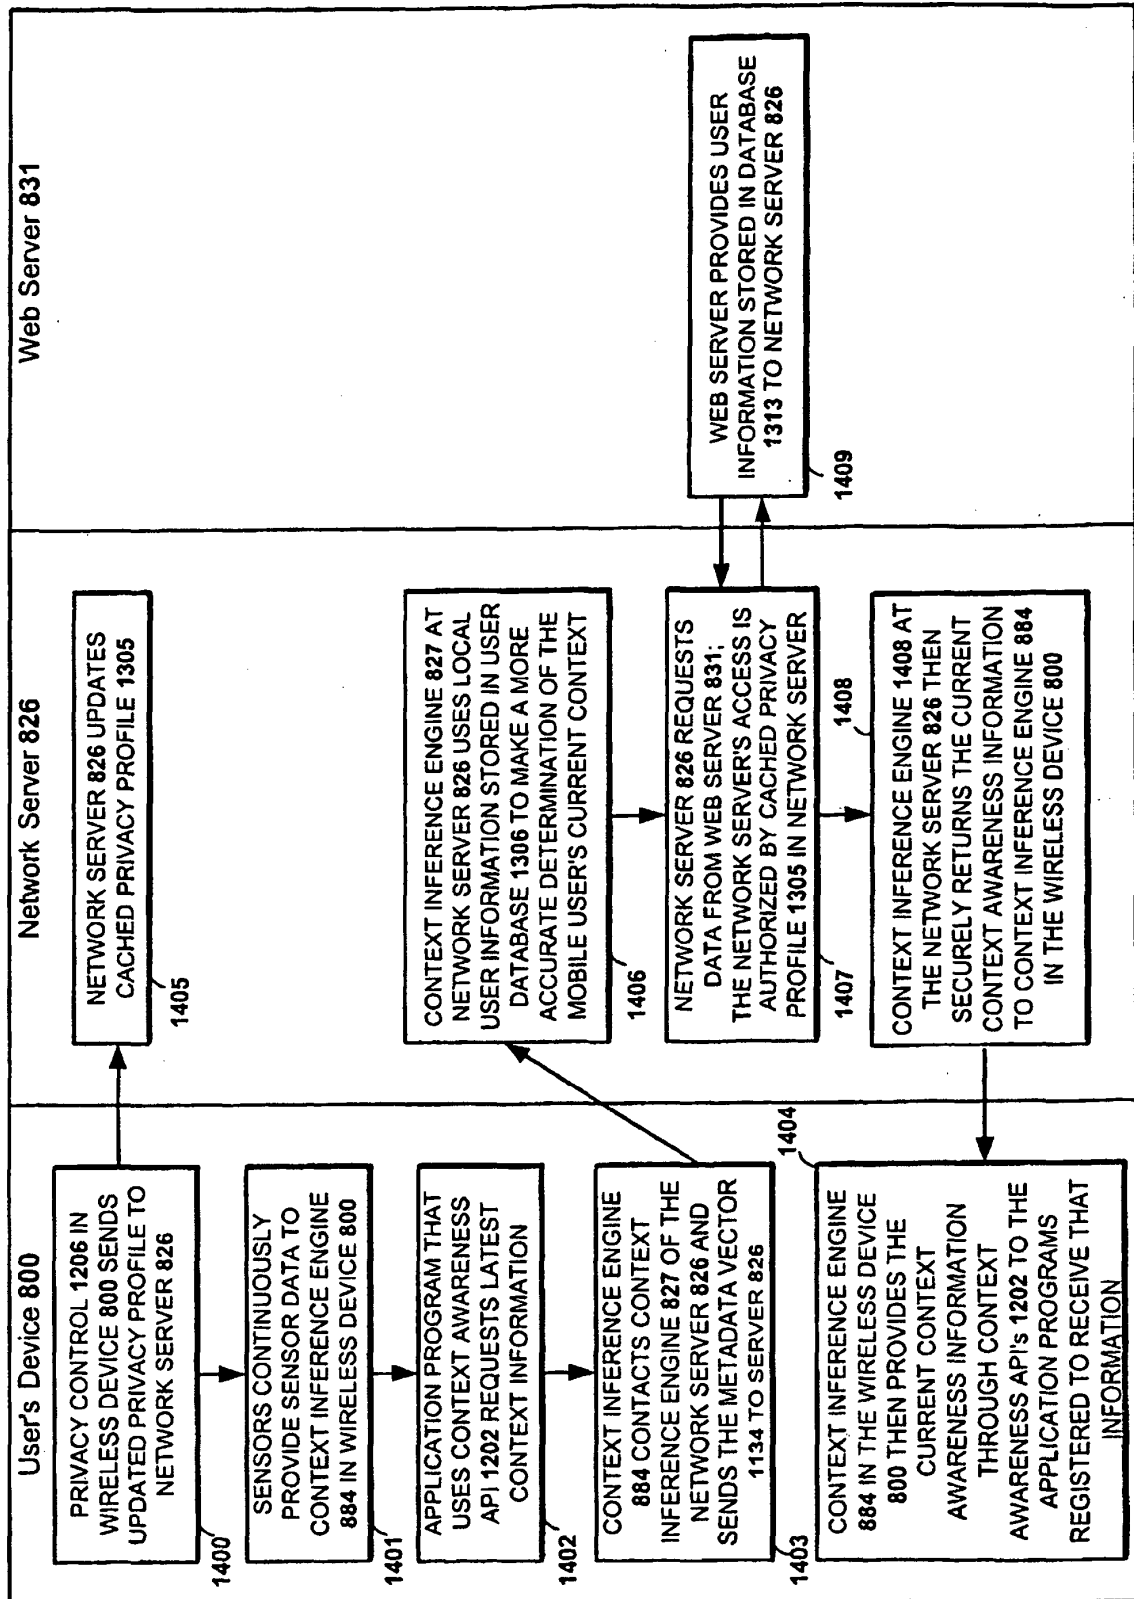 User's Device 800
PRIVACY CONTROL 1206 IN
WIRELESS DEVICE 800 SENDS
UPDATED PRIVACY PROFILE TO
NETWORK SERVER 826
1400
SENSORS CONTINUOUSLY
PROVIDE SENSOR DATA TO
CONTEXT INFERENCE ENGINE
884 IN WIRELESS DEVICE 800
1401
APPLICATION PROGRAM THAT
USES CONTEXT AWARENESS
API 1202 REQUESTS LATEST
CONTEXT INFORMATION
1402
CONTEXT INFERENCE ENGINE
884 CONTACTS CONTEXT
INFERENCE ENGINE 827 OF THE
NETWORK SERVER 826 AND
SENDS THE METADATA VECTOR
1134 TO SERVER 826
1403
1404
CONTEXT INFERENCE ENGINE
884 IN THE WIRELESS DEVICE
800 THEN PROVIDES THE
CURRENT CONTEXT
AWARENESS INFORMATION
THROUGH CONTEXT
AWARENESS API's 1202 TO THE
APPLICATION PROGRAMS
REGISTERED TO RECEIVE THAT
INFORMATION
Network Server 826
NETWORK SERVER 826 UPDATES
CACHED PRIVACY PROFILE 1305
1405
CONTEXT INFERENCE ENGINE 827 AT
NETWORK SERVER 826 USES LOCAL
USER INFORMATION STORED IN USER
DATABASE 1306 TO MAKE A MORE
ACCURATE DETERMINATION OF THE
MOBILE USER'S CURRENT CONTEXT
1406
NETWORK SERVER 826 REQUESTS
DATA FROM WEB SERVER 831;
THE NETWORK SERVER'S ACCESS IS
AUTHORIZED BY CACHED PRIVACY
PROFILE 1305 IN NETWORK SERVER
1407
1408
CONTEXT INFERENCE ENGINE 1408 AT
THE NETWORK SERVER 826 THEN
SECURELY RETURNS THE CURRENT
CONTEXT AWARENESS INFORMATION
TO CONTEXT INFERENCE ENGINE 884
IN THE WIRELESS DEVICE 800
Web Server 831
WEB SERVER PROVIDES USER
INFORMATION STORED IN DATABASE
1313 TO NETWORK SERVER 826
1409